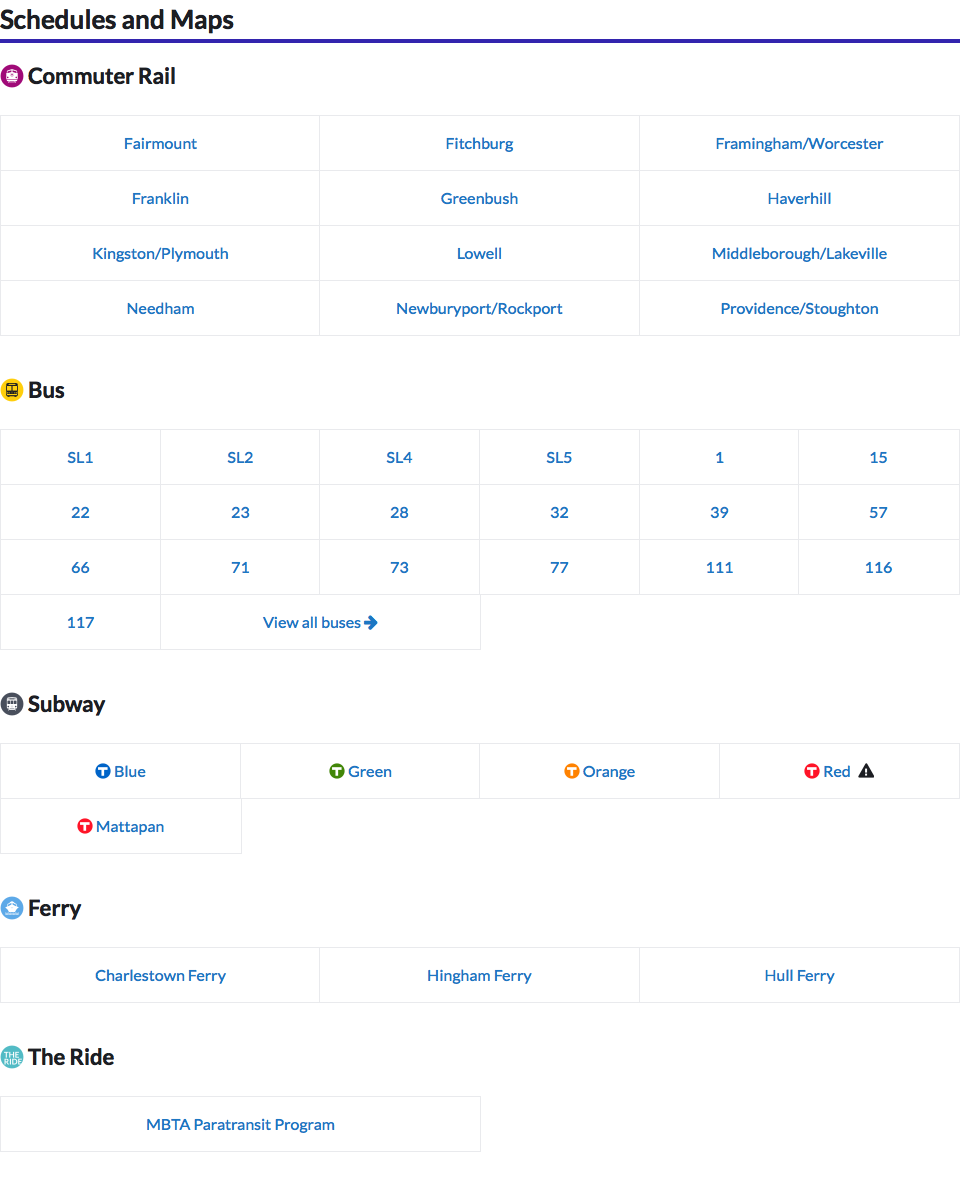 Schedules and Maps
Commuter Rail
Fairmount Fitchburg Framingham/Worcester
Franklin Greenbush Haverhill
Kingston/Plymouth Lowell Middleborough/Lakeville
Needham Newburyport/Rockport Providence/Stoughton
Bus
SL1 SL2 SL4 SL5 1 15
22 23 28 32 39 57
66 71 73 77 111 116
117 View all buses
Subway
T Blue T Green T Orange T Red
T Mattapan
Ferry
Charlestown Ferry Hingham Ferry Hull Ferry
THE RIDE The Ride
MBTA Paratransit Program